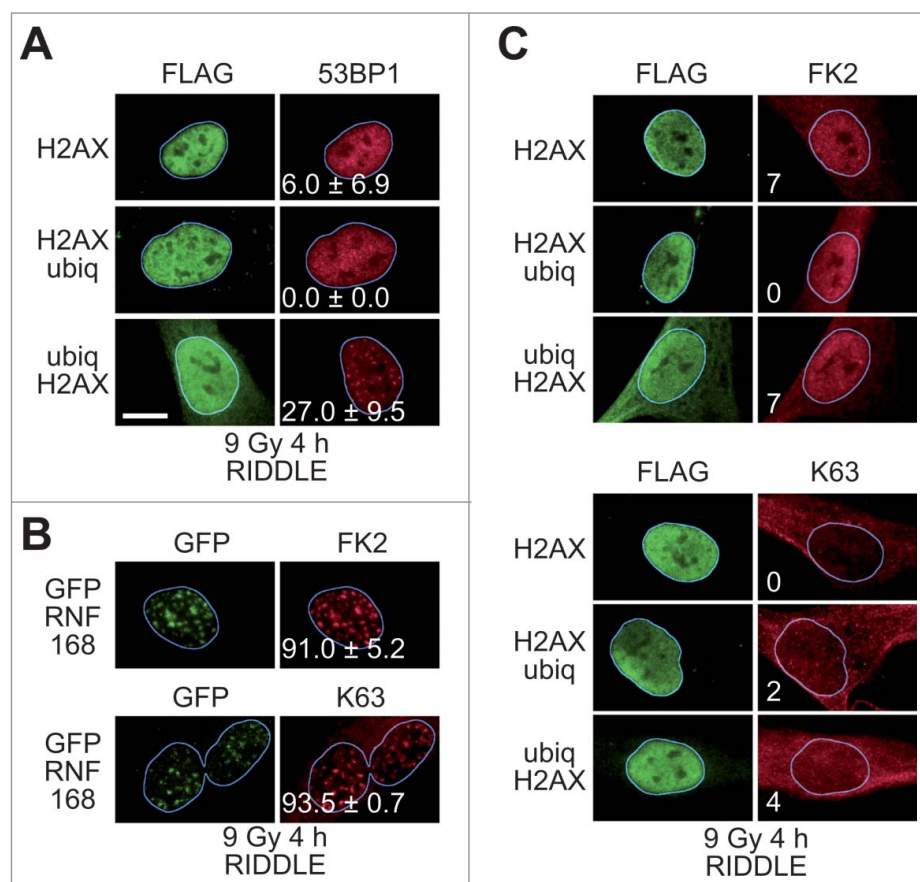 A
FLAG 53BP1
H2AX
6.0 ± 6.9
H2AX
ubiq
0.0 ± 0.0
ubiq
H2AX
27.0 ± 9.5
9 Gy 4 h
RIDDLE
B
GFP FK2
GFP
RNF
168
91.0 ± 5.2
GFP K63
GFP
RNF
168
93.5 ± 0.7
9 Gy 4 h
RIDDLE
C
FLAG FK2
H2AX
7
H2AX
ubiq
0
ubiq
H2AX
7
FLAG K63
H2AX
0
H2AX
ubiq
2
ubiq
H2AX
4
9 Gy 4 h
RIDDLE